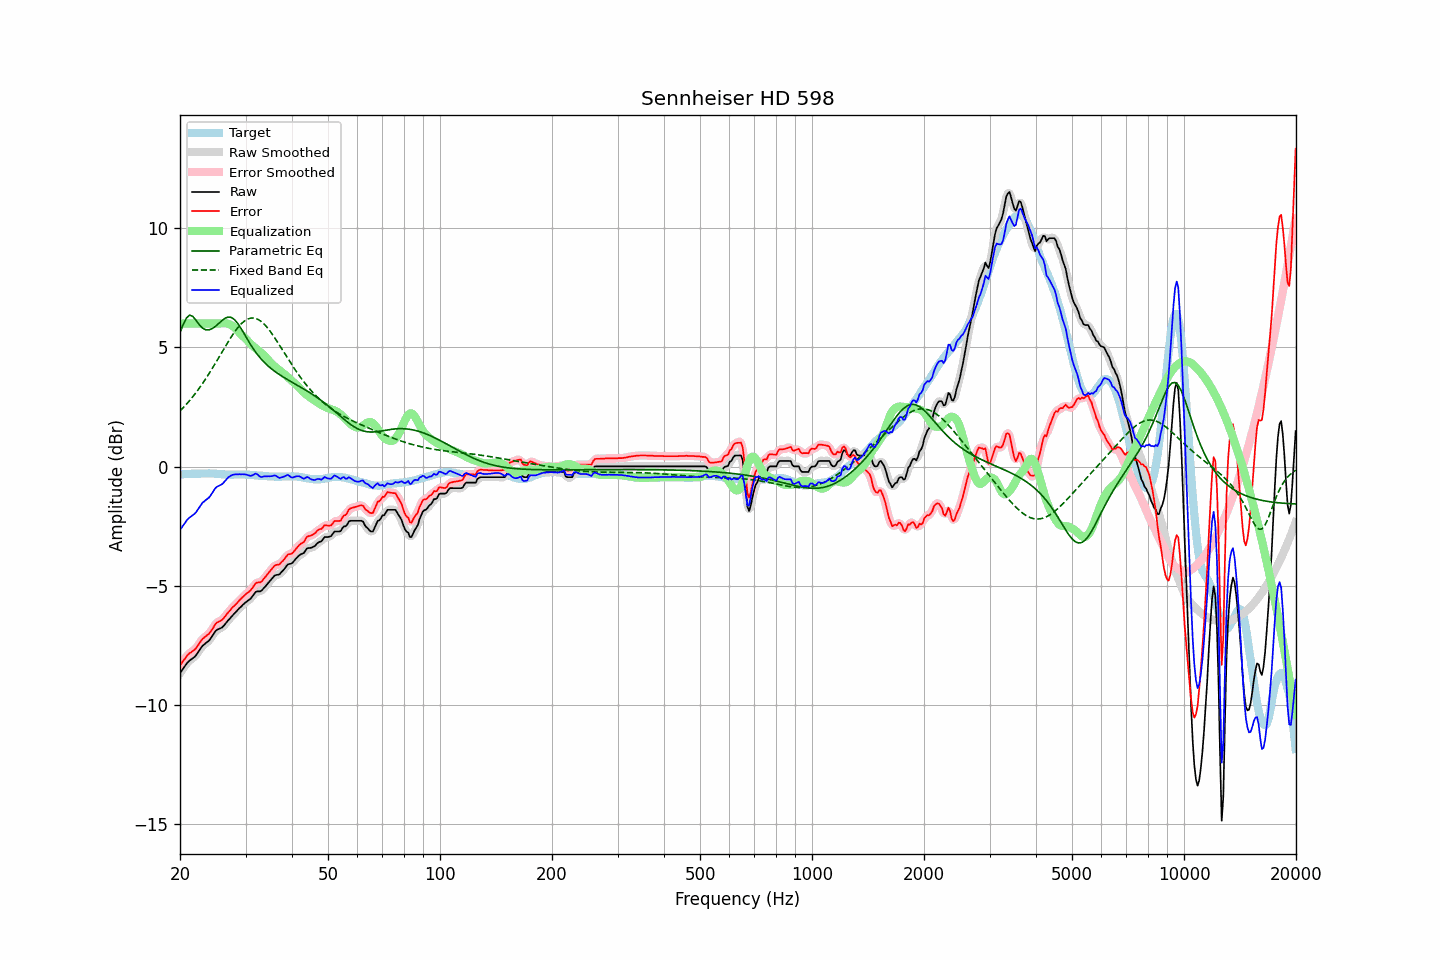 Sennheiser HD 598
Target
Raw Smoothed
Error Smoothed
Raw
Error
Equalization
Parametric Eq
Fixed Band Eq
Equalized
Amplitude (dBr)
10
5
0
−5
−10
−15
20 50 100 200 500 1000 2000 5000 10000 20000
Frequency (Hz)